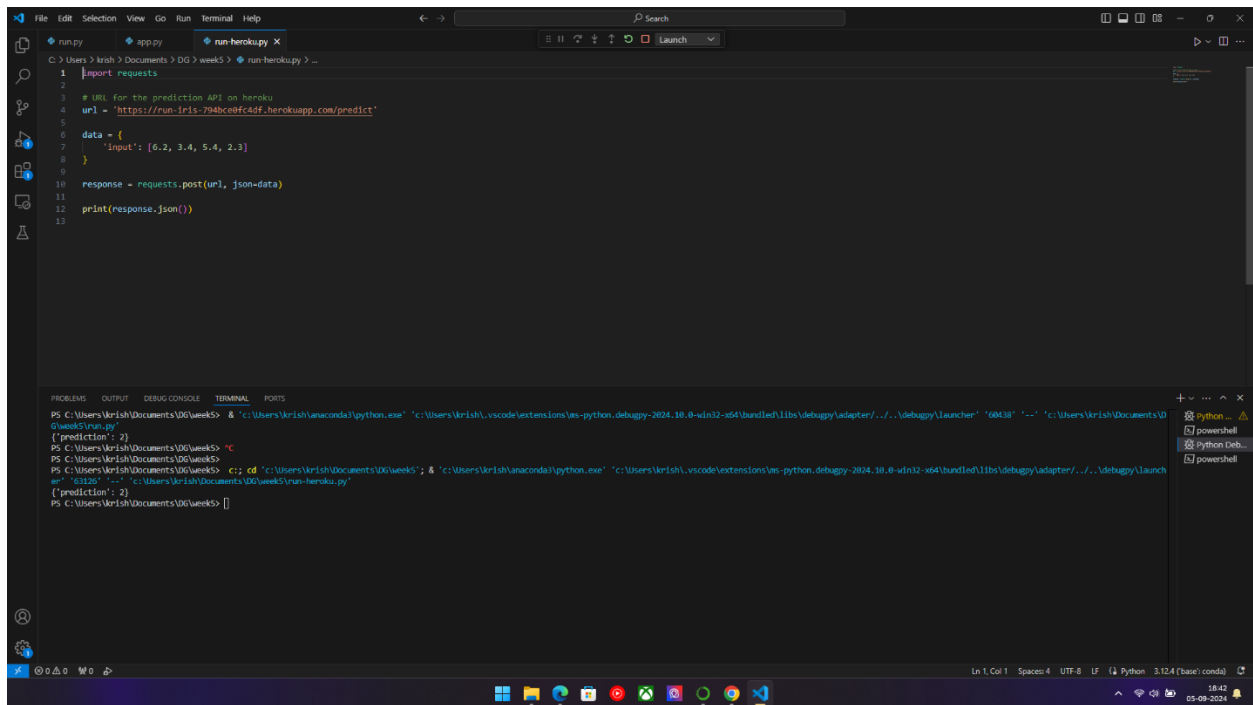 File Edit Selection View Go Run Terminal Help
Search
run.py app.py run-heroku.py
Launch
C: > Users > krish > Documents > DG > week5 > run-heroku.py > ...
1 import requests
2
3 # URL for the prediction API on heroku
4 url = 'https://run-iris-794bce0fc4df.herokuapp.com/predict'
5
6 data = {
7 'input': [6.2, 3.4, 5.4, 2.3]
8 }
9
10 response = requests.post(url, json=data)
11
12 print(response.json())
13
PROBLEMS OUTPUT DEBUG CONSOLE TERMINAL PORTS
PS C:\Users\krish\Documents\DG\week5> & 'c:\Users\krish\anaconda3\python.exe' 'c:\Users\krish\.vscode\extensions\ms-python.debugpy-2024.10.0-win32-x64\bundled\libs\debugpy\adapter/../..\debugpy\launcher' '60438' '--' 'c:\Users\krish\Documents\D
G\week5\run.py'
{'prediction': 2}
PS C:\Users\krish\Documents\DG\week5> ^C
PS C:\Users\krish\Documents\DG\week5>
PS C:\Users\krish\Documents\DG\week5> c:; cd 'c:\Users\krish\Documents\DG\week5'; & 'c:\Users\krish\anaconda3\python.exe' 'c:\Users\krish\.vscode\extensions\ms-python.debugpy-2024.10.0-win32-x64\bundled\libs\debugpy\adapter/../..\debugpy\launch
er' '63126' '--' 'c:\Users\krish\Documents\DG\week5\run-heroku.py'
{'prediction': 2}
PS C:\Users\krish\Documents\DG\week5>
Python ...
powershell
Python Deb...
powershell
0 0 0 Ln 1, Col 1 Spaces: 4 UTF-8 LF Python 3.12.4 ('base': conda)
18:42
05-09-2024